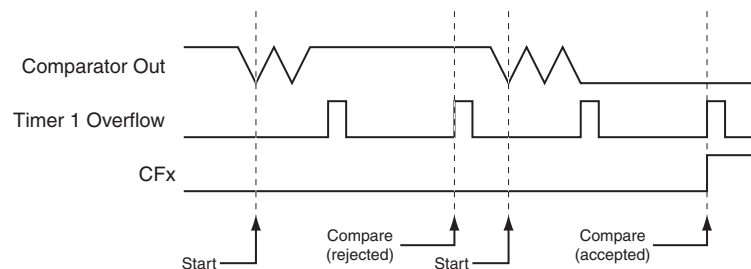 Comparator Out
Timer 1 Overflow
CFx
Start
Compare
(rejected)
Start
Compare
(accepted)